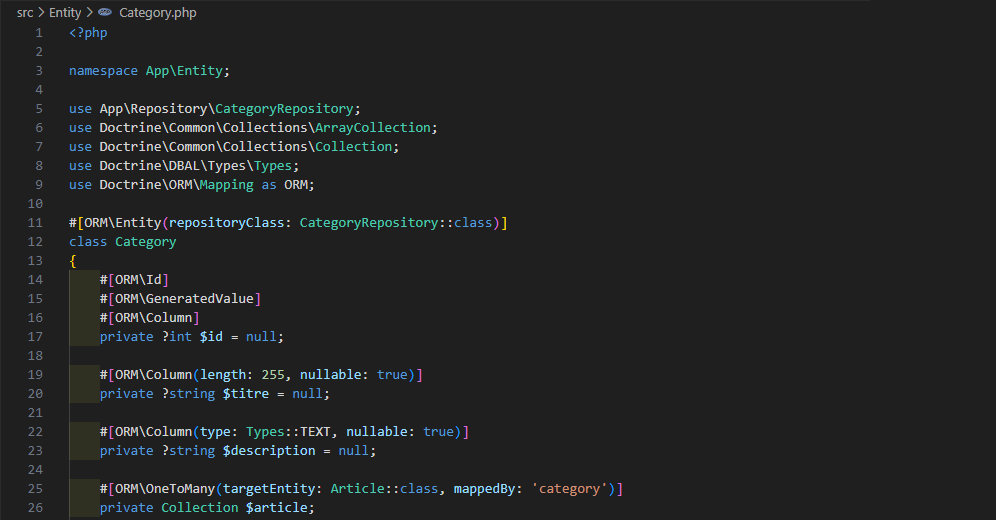 src > Entity > Category.php
1 <?php
2
3 namespace App\Entity;
4
5 use App\Repository\CategoryRepository;
6 use Doctrine\Common\Collections\ArrayCollection;
7 use Doctrine\Common\Collections\Collection;
8 use Doctrine\DBAL\Types\Types;
9 use Doctrine\ORM\Mapping as ORM;
10
11 #[ORM\Entity(repositoryClass: CategoryRepository::class)]
12 class Category
13 {
14     #[ORM\Id]
15     #[ORM\GeneratedValue]
16     #[ORM\Column]
17     private ?int $id = null;
18
19     #[ORM\Column(length: 255, nullable: true)]
20     private ?string $titre = null;
21
22     #[ORM\Column(type: Types::TEXT, nullable: true)]
23     private ?string $description = null;
24
25     #[ORM\OneToMany(targetEntity: Article::class, mappedBy: 'category')]
26     private Collection $article;